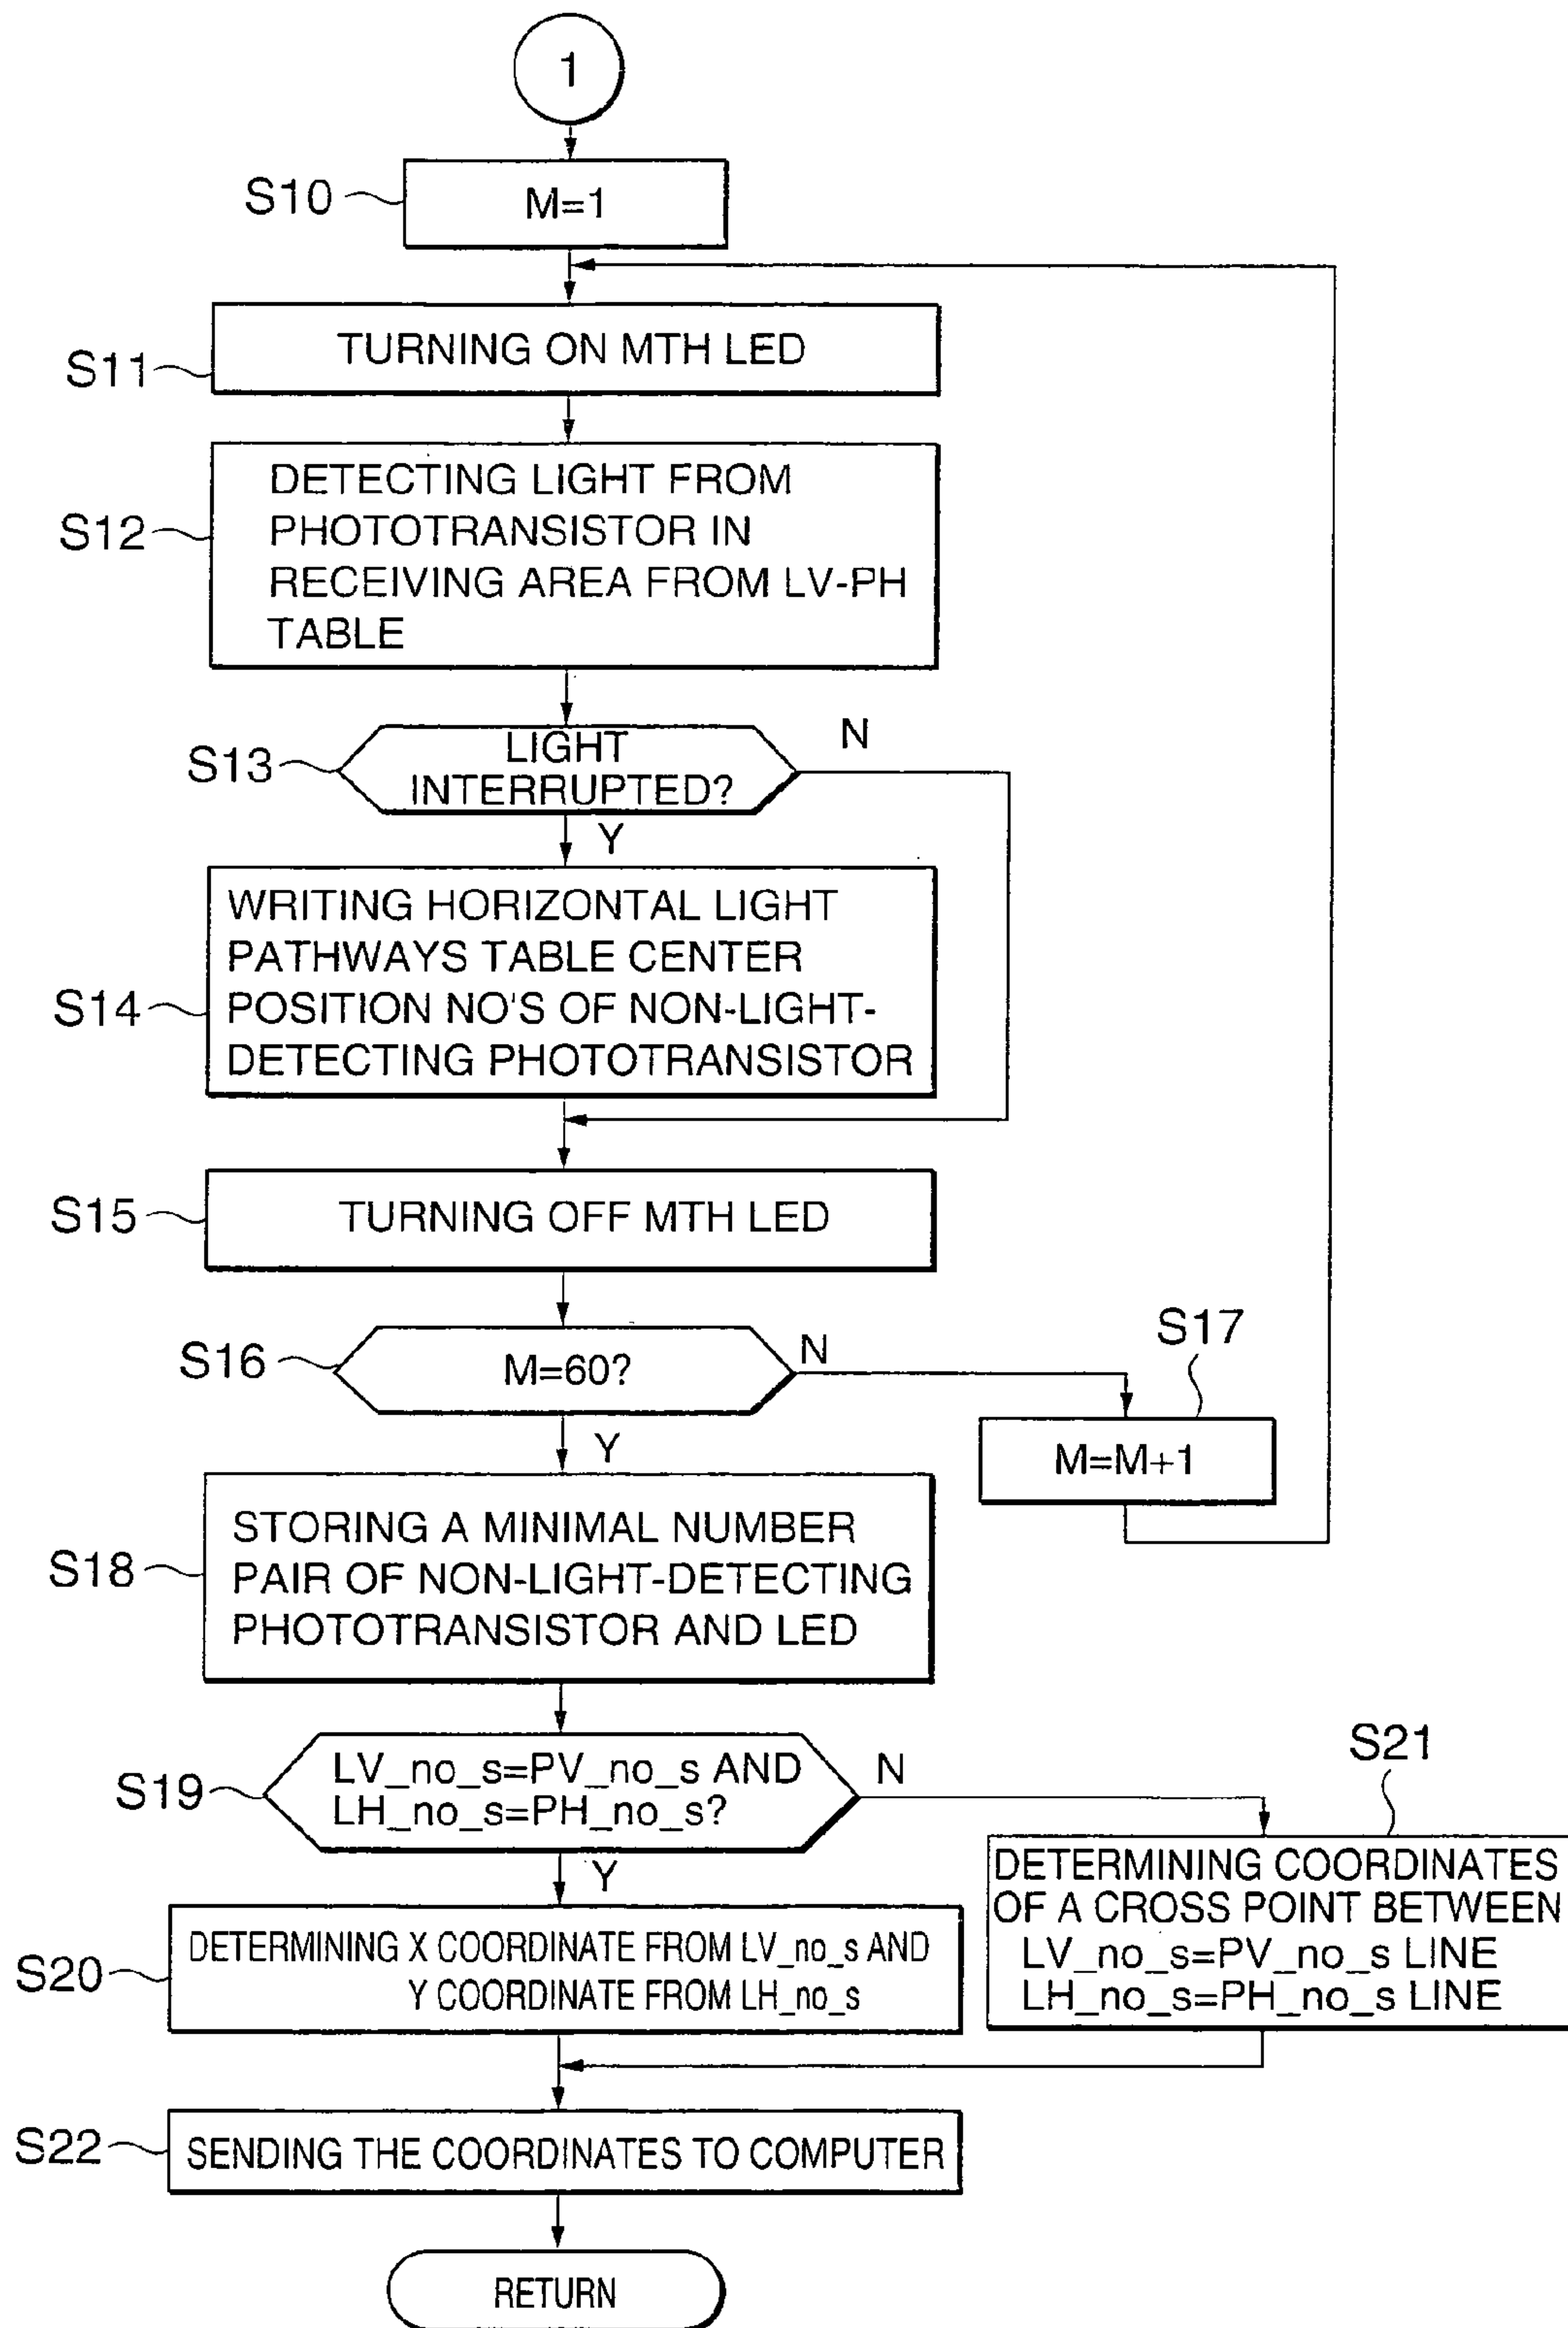 1
S10
M=1
S11
TURNING ON MTH LED
S12
DETECTING LIGHT FROM
PHOTOTRANSISTOR IN
RECEIVING AREA FROM LV-PH
TABLE
S13
LIGHT
INTERRUPTED?
N
Y
S14
WRITING HORIZONTAL LIGHT
PATHWAYS TABLE CENTER
POSITION NO'S OF NON-LIGHT-
DETECTING PHOTOTRANSISTOR
S15
TURNING OFF MTH LED
S16
M=60?
N
S17
M=M+1
Y
S18
STORING A MINIMAL NUMBER
PAIR OF NON-LIGHT-DETECTING
PHOTOTRANSISTOR AND LED
S19
LV_no_s=PV_no_s AND
LH_no_s=PH_no_s?
N
S21
DETERMINING COORDINATES
OF A CROSS POINT BETWEEN
LV_no_s=PV_no_s LINE
LH_no_s=PH_no_s LINE
Y
S20
DETERMINING X COORDINATE FROM LV_no_s AND
Y COORDINATE FROM LH_no_s
S22
SENDING THE COORDINATES TO COMPUTER
RETURN